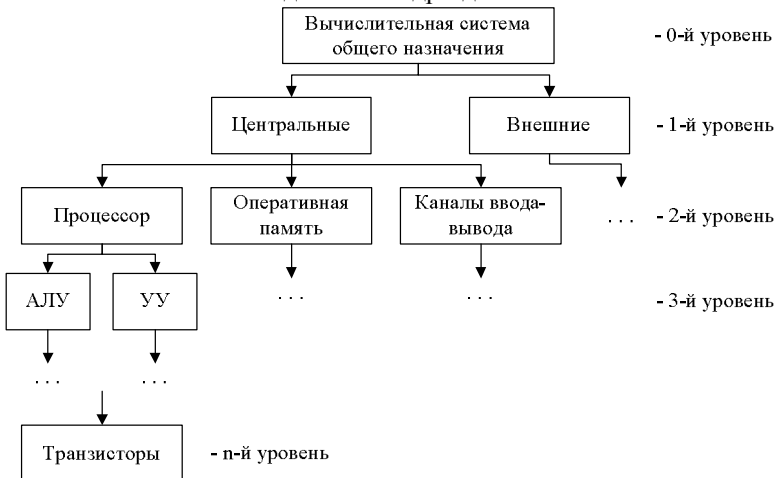 Вычислительная система
общего назначения
- 0-й уровень
Центральные
Внешние
- 1-й уровень
Процессор
Оперативная
память
Каналы ввода-
вывода
. . .
- 2-й уровень
АЛУ
УУ
. . .
. . .
- 3-й уровень
. . .
. . .
Транзисторы
- n-й уровень